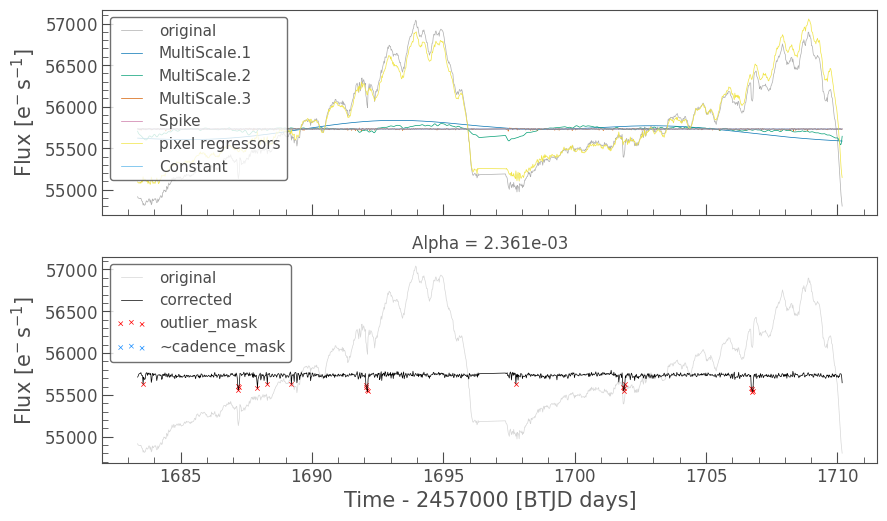 57000
56500
56000
55500
55000
Flux [e⁻ s⁻¹]
original
MultiScale.1
MultiScale.2
MultiScale.3
Spike
pixel regressors
Constant
Alpha = 2.361e-03
57000
56500
56000
55500
55000
Flux [e⁻ s⁻¹]
original
corrected
outlier_mask
~cadence_mask
1685 1690 1695 1700 1705 1710
Time - 2457000 [BTJD days]